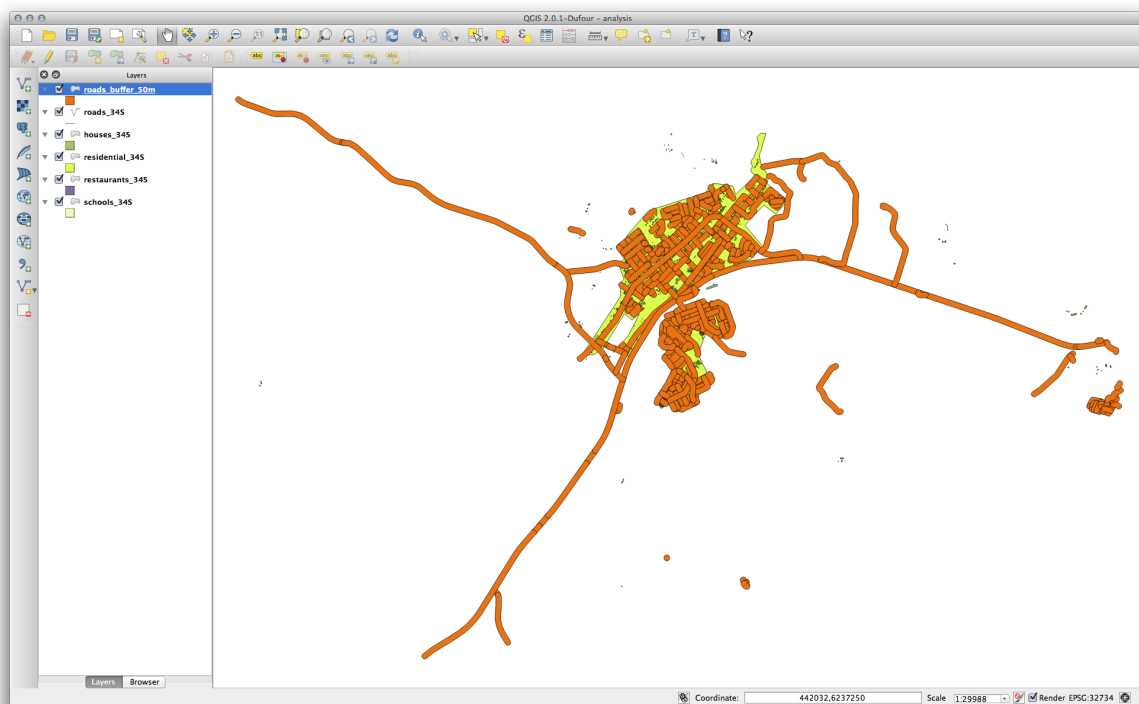 QGIS 2.0.1-Dufour - analysis
Layers
roads_buffer_50m
roads_34S
houses_34S
residential_34S
restaurants_34S
schools_34S
Layers Browser
Coordinate: 442032,6237250 Scale 1:29988 Render EPSG:32734